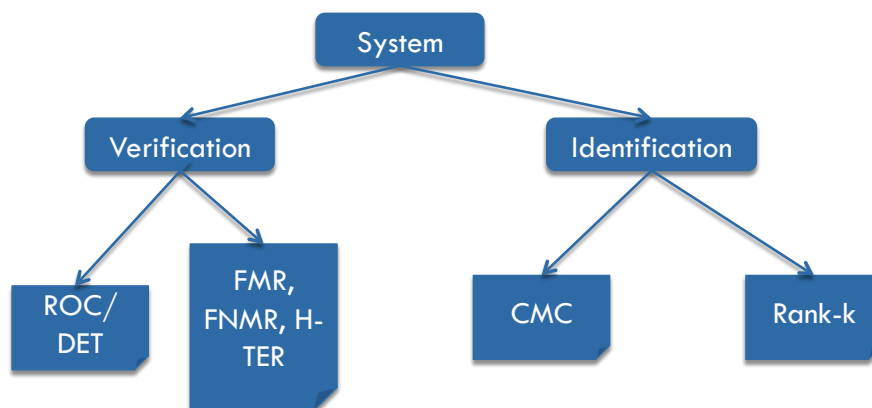 System
Verification
Identification
ROC/
DET
FMR,
FNMR, H-
TER
CMC
Rank-k